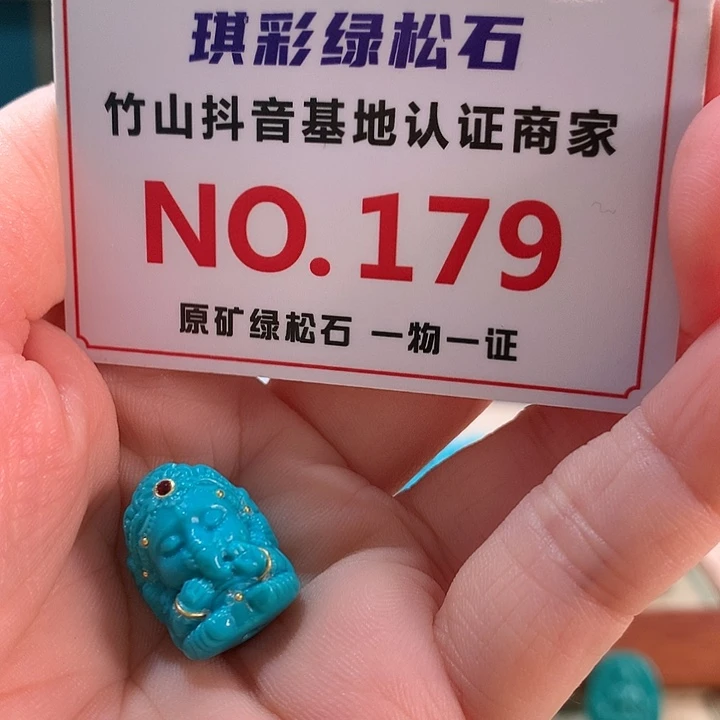 琪彩绿松石
竹山抖音基地认证商家
NO.179
原矿绿松石 一物一证